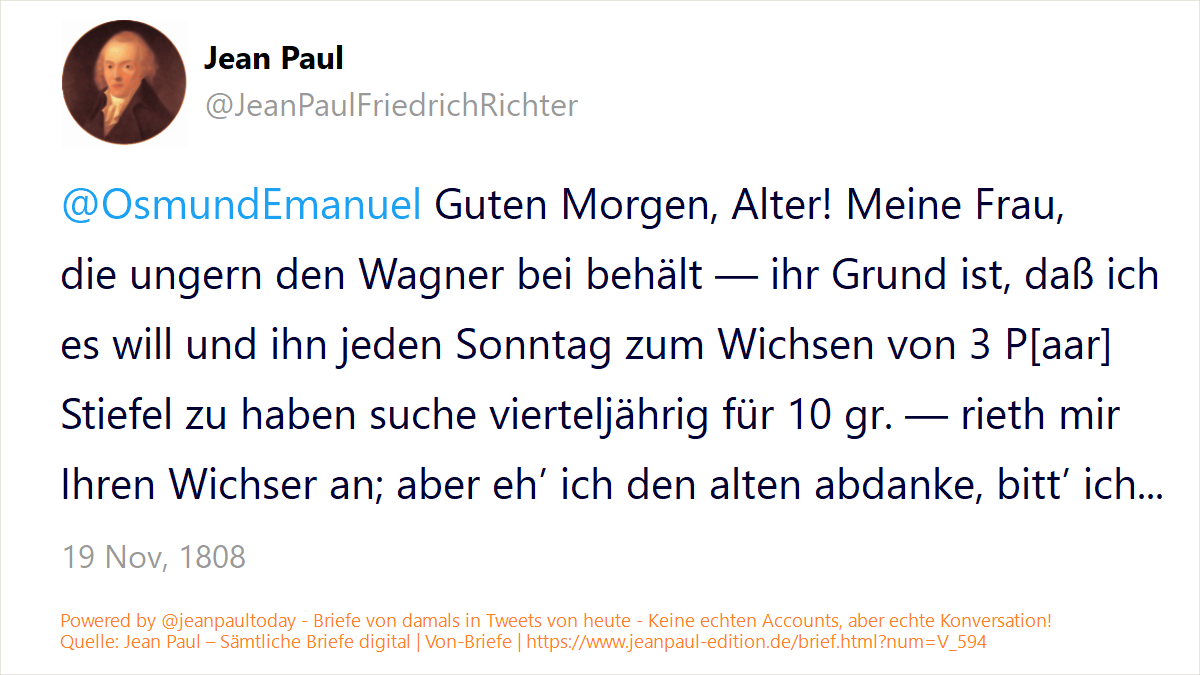 Jean Paul
@JeanPaulFriedrichRichter
@OsmundEmanuel Guten Morgen, Alter! Meine Frau,
die ungern den Wagner bei behält — ihr Grund ist, daß ich
es will und ihn jeden Sonntag zum Wichsen von 3 P[aar]
Stiefel zu haben suche vierteljährig für 10 gr. — rieth mir
Ihren Wichser an; aber eh’ ich den alten abdanke, bitt’ ich...
19 Nov, 1808
Powered by @jeanpaultoday - Briefe von damals in Tweets von heute - Keine echten Accounts, aber echte Konversation!
Quelle: Jean Paul – Sämtliche Briefe digital | Von-Briefe | https://www.jeanpaul-edition.de/brief.html?num=V_594